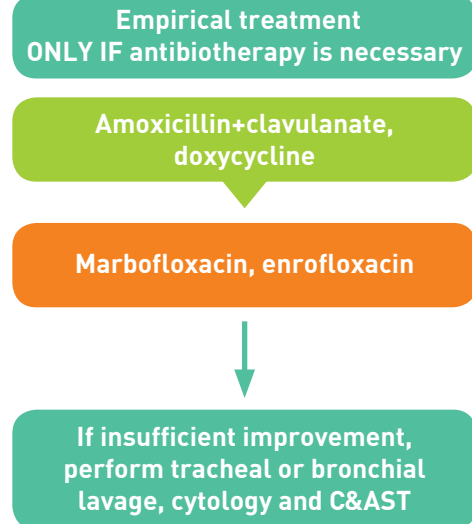 Empirical treatment
ONLY IF antibiotherapy is necessary
Amoxicillin+clavulanate,
doxycycline
Marbofloxacin, enrofloxacin
If insufficient improvement,
perform tracheal or bronchial
lavage, cytology and C&AST